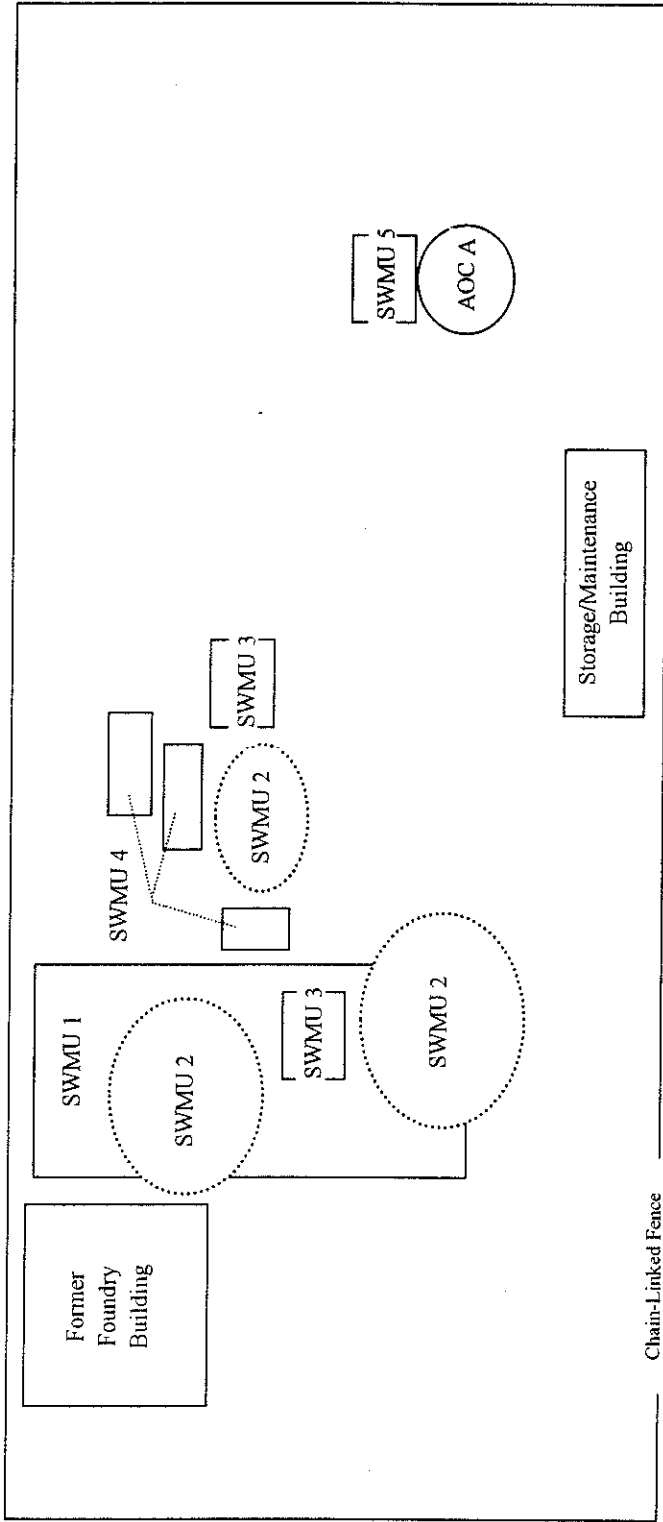 Former
Foundry
Building
SWMU 1
SWMU 2
SWMU 3
SWMU 2
SWMU 4
SWMU 2
SWMU 3
SWMU 5
AOC A
Storage/Maintenance
Building
Chain-Linked Fence